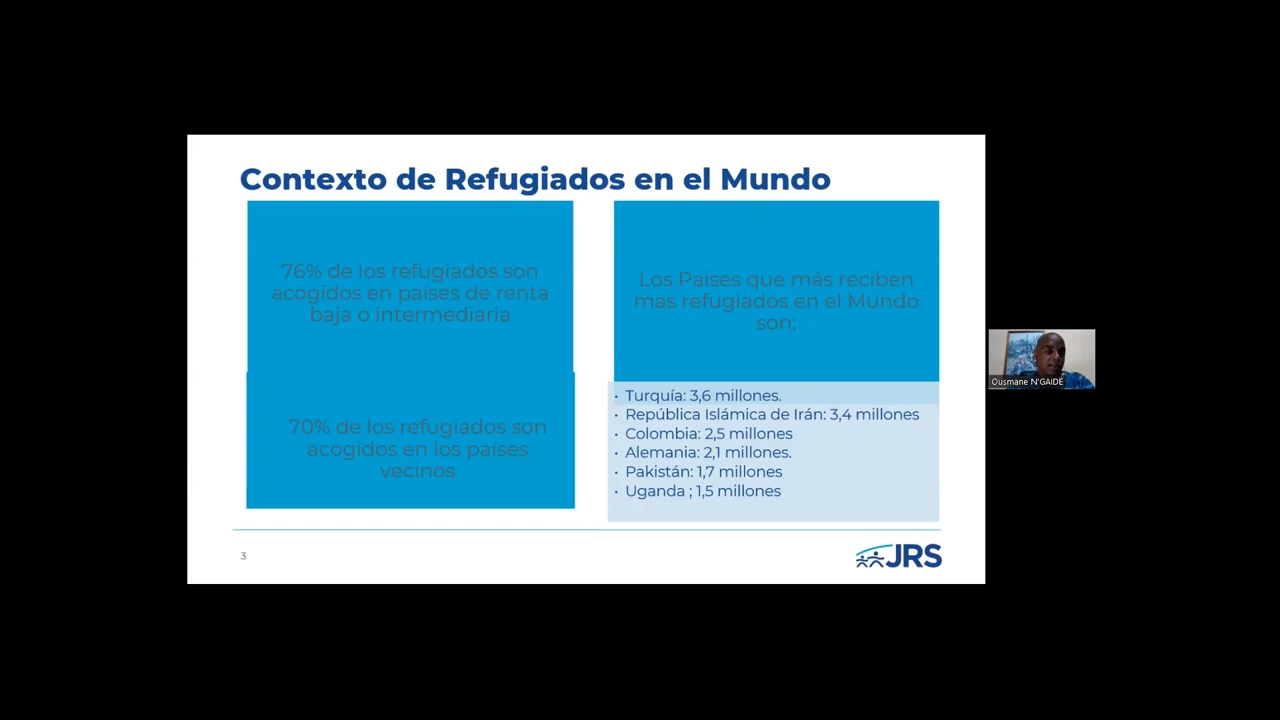 Contexto de Refugiados en el Mundo
76% de los refugiados son
acogidos en países de renta
baja o intermediaria
70% de los refugiados son
acogidos en los países
vecinos
Los Paises que más reciben
mas refugiados en el Mundo
son:
• Turquía: 3,6 millones.
• República Islámica de Irán: 3,4 millones
• Colombia: 2,5 millones
• Alemania: 2,1 millones.
• Pakistán: 1,7 millones
• Uganda ; 1,5 millones
3
JRS
Ousmane N'GAIDE